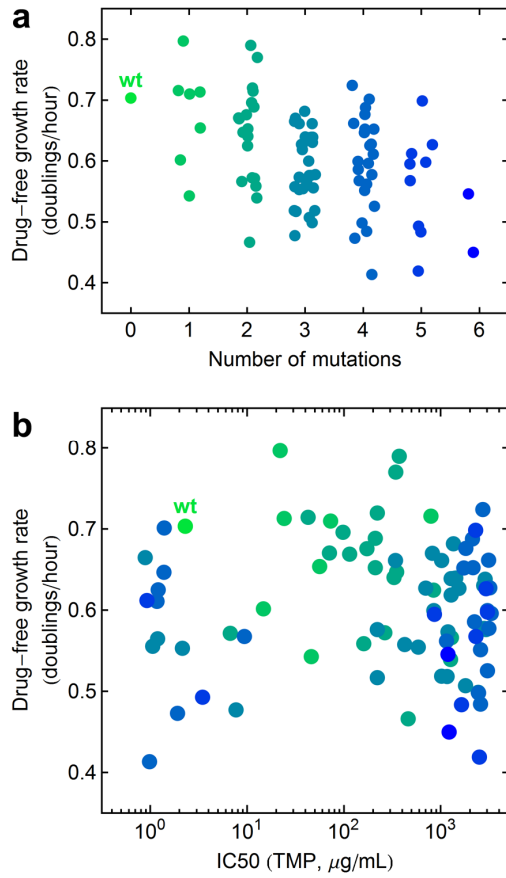 a
0.8
0.7
0.6
0.5
0.4
wt
Drug-free growth rate
(doublings/hour)
0 1 2 3 4 5 6
Number of mutations
b
0.8
0.7
0.6
0.5
0.4
wt
Drug-free growth rate
(doublings/hour)
10⁰ 10¹ 10² 10³
IC50 (TMP, μg/mL)